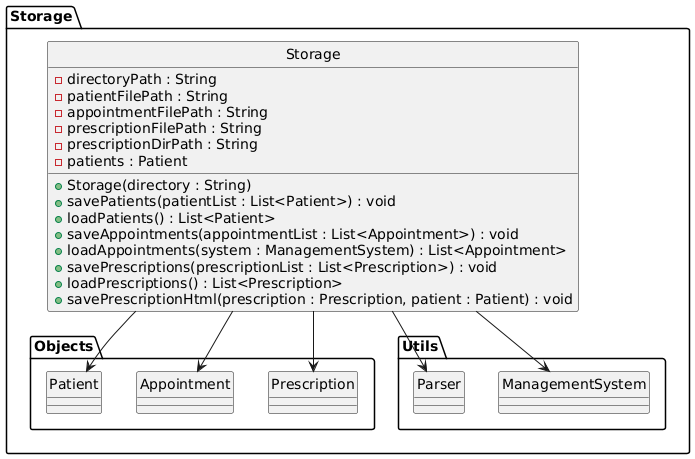 Storage
Storage
directoryPath : String
patientFilePath : String
appointmentFilePath : String
prescriptionFilePath : String
prescriptionDirPath : String
patients : Patient
Storage(directory : String)
savePatients(patientList : List<Patient>) : void
loadPatients() : List<Patient>
saveAppointments(appointmentList : List<Appointment>) : void
loadAppointments(system : ManagementSystem) : List<Appointment>
savePrescriptions(prescriptionList : List<Prescription>) : void
loadPrescriptions() : List<Prescription>
savePrescriptionHtml(prescription : Prescription, patient : Patient) : void
Objects
Patient
Appointment
Prescription
Utils
Parser
ManagementSystem